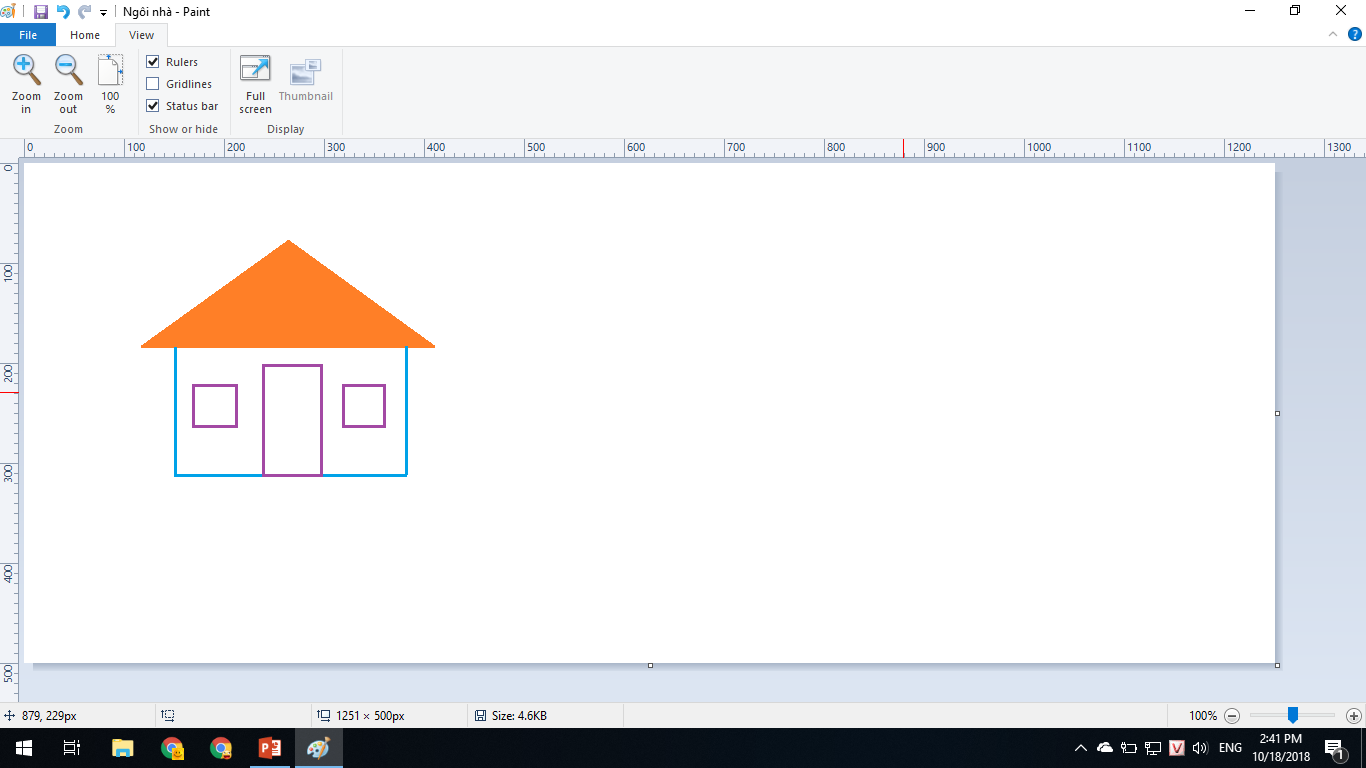 Ngôi nhà - Paint
File Home View
Zoom in
Zoom out
100 %
Zoom
Rulers
Gridlines
Status bar
Show or hide
Full screen
Thumbnail
Display
0 100 200 300 400 500 600 700 800 900 1000 1100 1200 1300
0
100
200
300
400
500
879, 229px
1251 × 500px
Size: 4.6KB
100%
V
ENG
2:41 PM
10/18/2018
1